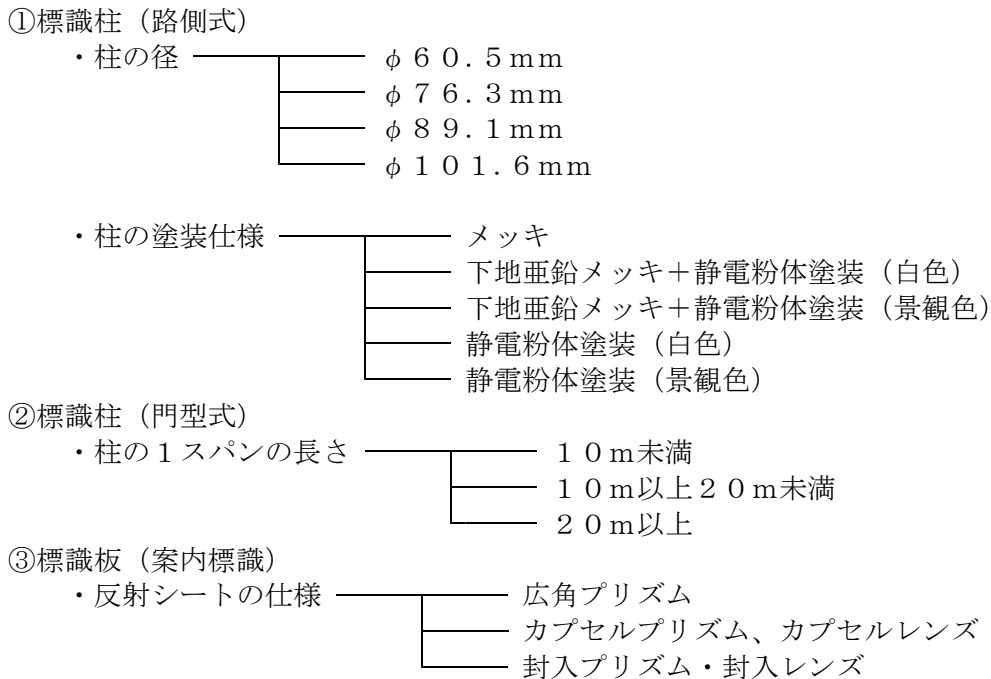 ①標識柱（路側式）
・柱の径 φ６０.５mm
φ７６.３mm
φ８９.１mm
φ１０１.６mm
・柱の塗装仕様 メッキ
下地亜鉛メッキ＋静電粉体塗装（白色）
下地亜鉛メッキ＋静電粉体塗装（景観色）
静電粉体塗装（白色）
静電粉体塗装（景観色）
②標識柱（門型式）
・柱の１スパンの長さ １０ｍ未満
１０ｍ以上２０ｍ未満
２０ｍ以上
③標識板（案内標識）
・反射シートの仕様 広角プリズム
カプセルプリズム、カプセルレンズ
封入プリズム・封入レンズ